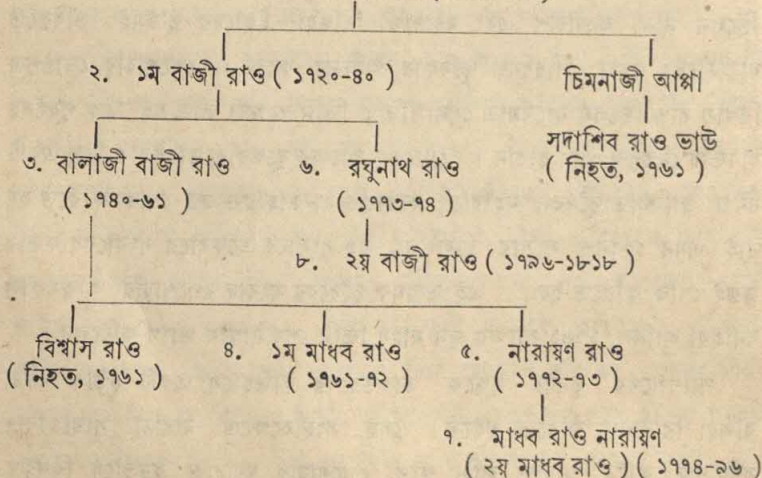 ২. ১ম বাজী রাও ( ১৭২০-৪০ ) চিমনাজী আপ্পা
সদাশিব রাও ভাউ
৩. বালাজী বাজী রাও ৬. রঘুনাথ রাও ( নিহত, ১৭৬১ )
( ১৭৪০-৬১ ) ( ১৭৭৩-৭৪ )
৮. ২য় বাজী রাও ( ১৭৯৬-১৮১৮ )
বিশ্বাস রাও ৪. ১ম মাধব রাও ৫. নারায়ণ রাও
( নিহত, ১৭৬১ ) ( ১৭৬১-৭২ ) ( ১৭৭২-৭৩ )
৭. মাধব রাও নারায়ণ
( ২য় মাধব রাও ) ( ১৭৭৪-৯৬ )